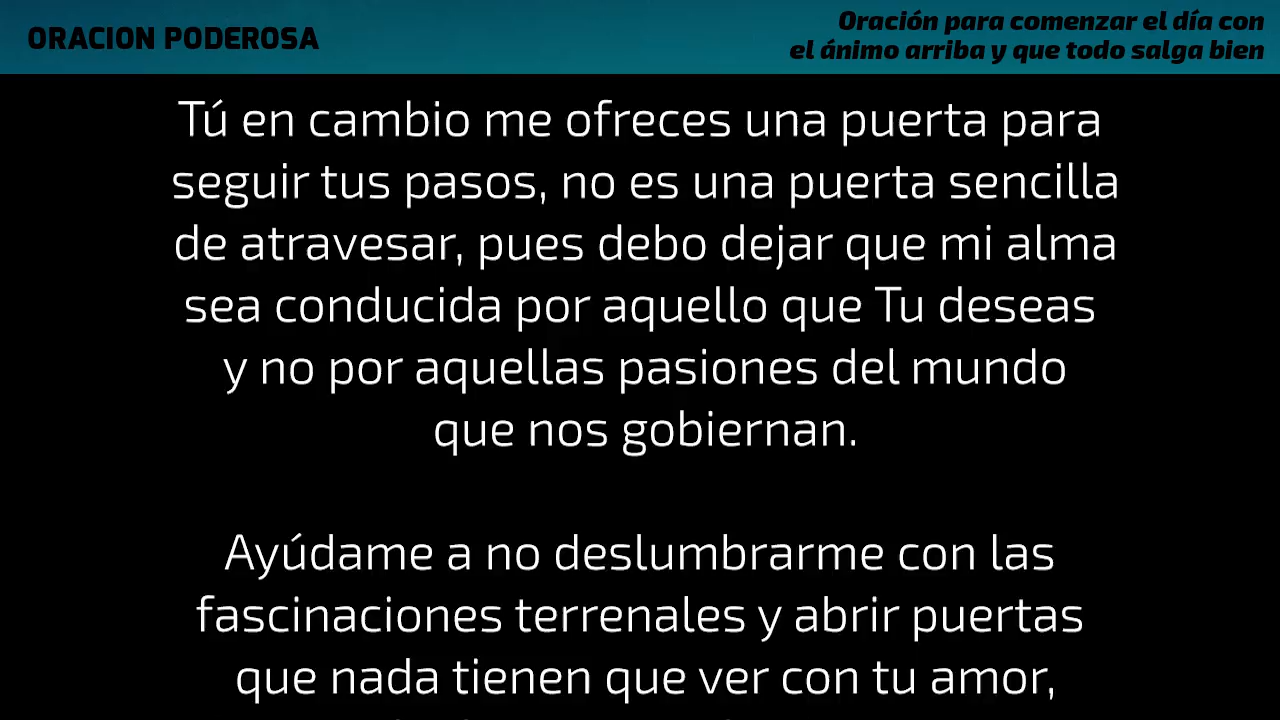 ORACION PODEROSA
Oración para comenzar el día con
el ánimo arriba y que todo salga bien
Tú en cambio me ofreces una puerta para
seguir tus pasos, no es una puerta sencilla
de atravesar, pues debo dejar que mi alma
sea conducida por aquello que Tu deseas
y no por aquellas pasiones del mundo
que nos gobiernan.
Ayúdame a no deslumbrarme con las
fascinaciones terrenales y abrir puertas
que nada tienen que ver con tu amor,